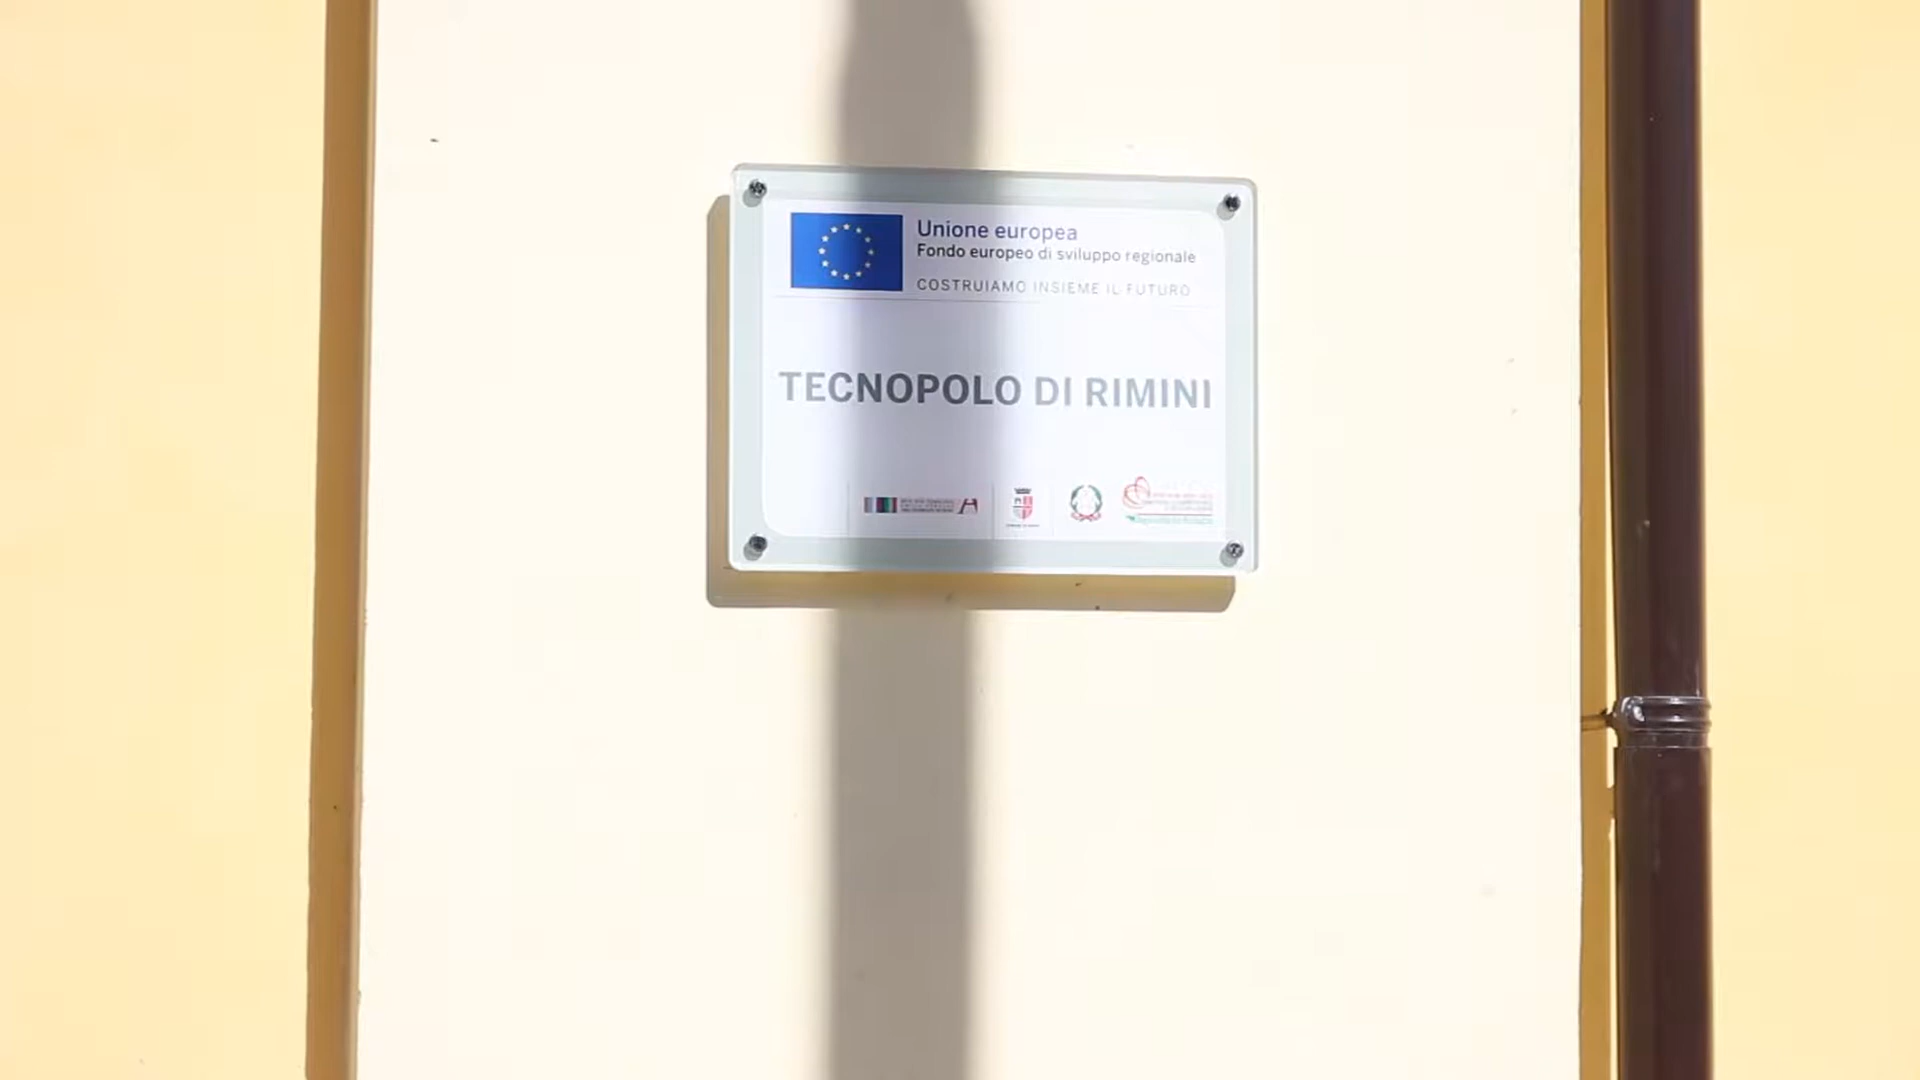 Unione europea
Fondo europeo di sviluppo regionale
COSTRUIAMO INSIEME IL FUTURO
TECNOPOLO DI RIMINI